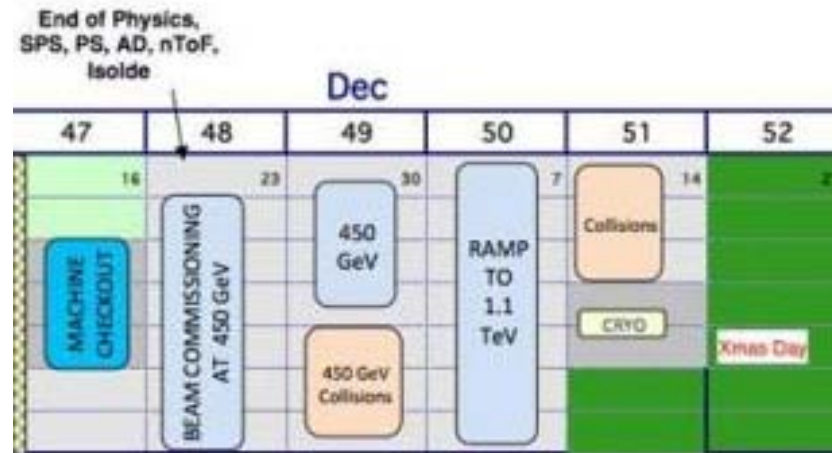 End of Physics,
SPS, PS, AD, nToF,
Isolde
Dec
47 48 49 50 51 52
16 23 30 7 14
MACHINE
CHECKOUT
BEAM COMMISSIONING
AT 450 GeV
450
GeV
450 GeV
Collisions
RAMP
TO
1.1
TeV
Collisions
CRYO
Xmas Day